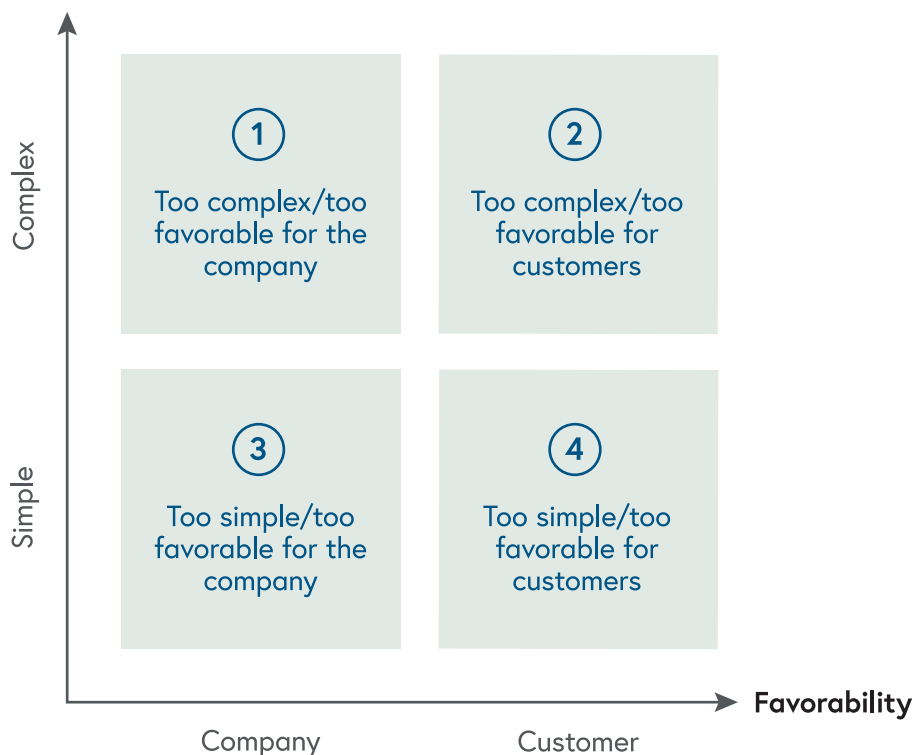 Complex
1
Too complex/too
favorable for the
company
2
Too complex/too
favorable for
customers
Simple
3
Too simple/too
favorable for the
company
4
Too simple/too
favorable for
customers
Favorability
Company
Customer